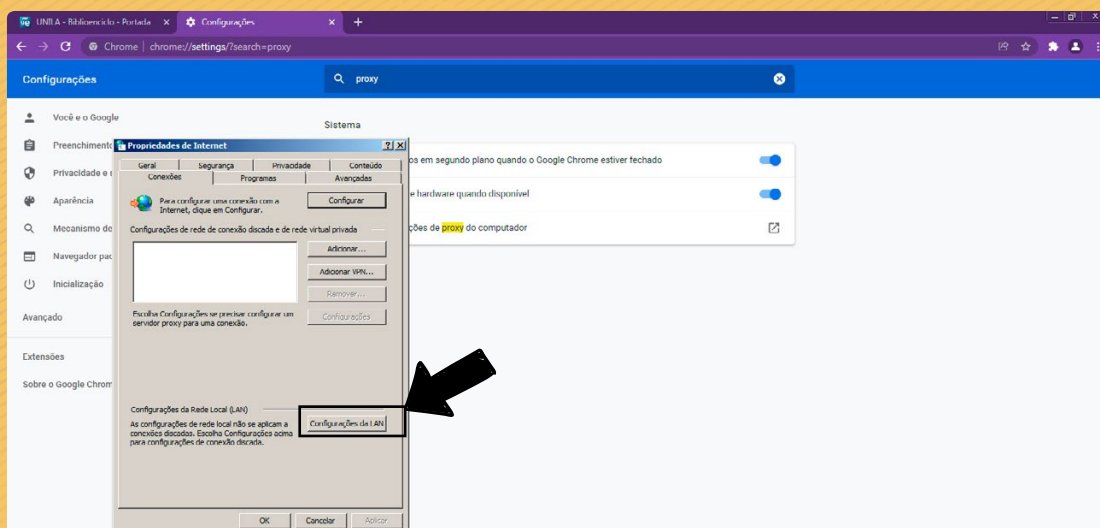 UNILA - Biblioenciclo - Portada
Configurações
Chrome | chrome://settings/?search=proxy
Configurações
proxy
Você e o Google
Preenchimento
Privacidade e
Aparência
Mecanismo de
Navegador pad
Inicialização
Avançado
Extensões
Sobre o Google Chrom
Sistema
os em segundo plano quando o Google Chrome estiver fechado
e hardware quando disponível
ções de proxy do computador
Propriedades de Internet
Geral
Segurança
Privacidade
Conteúdo
Conexões
Programas
Avançadas
Para configurar uma conexão com a
Internet, clique em Configurar.
Configurar
Configurações de rede de conexão discada e de rede virtual privada
Adicionar...
Adicionar VPN...
Remover...
Escolha Configurações se precisar configurar um
servidor proxy para uma conexão.
Configurações
Configurações da Rede Local (LAN)
As configurações de rede local não se aplicam a
conexões discadas. Escolha Configurações acima
para configurações de conexão discada.
Configurações da LAN
OK
Cancelar
Aplicar